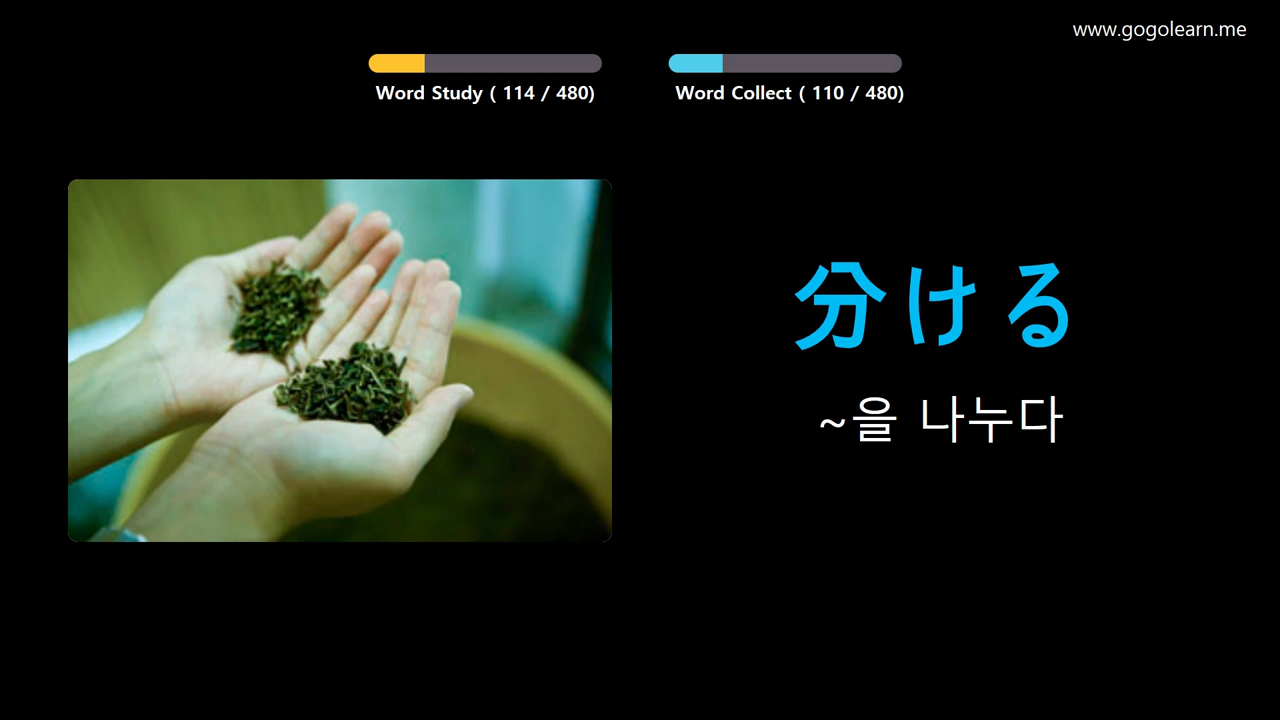 www.gogolearn.me
Word Study ( 114 / 480)
Word Collect ( 110 / 480)
分ける
~을 나누다